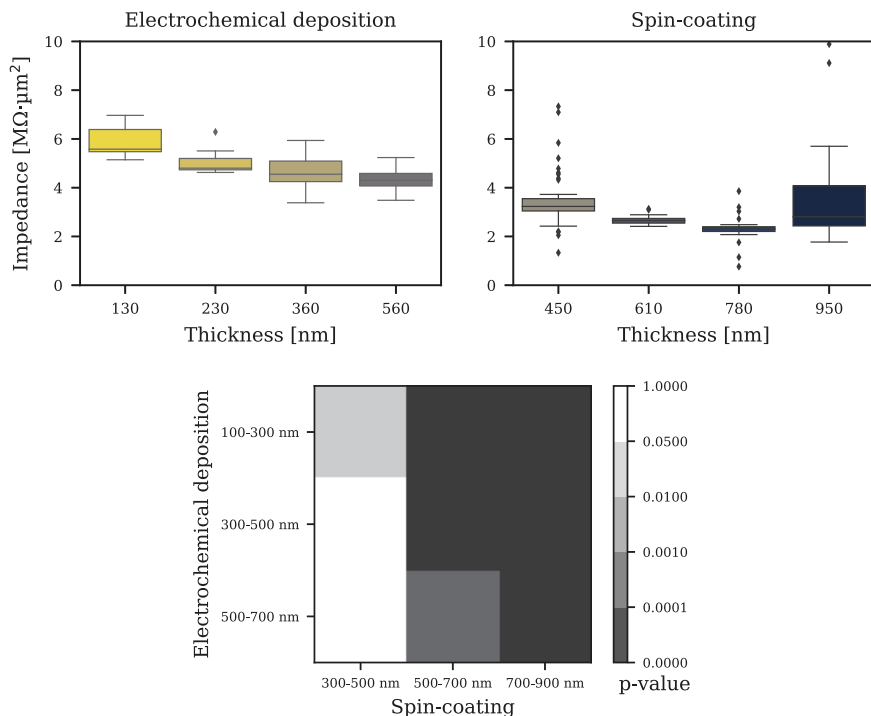 Electrochemical deposition
Spin-coating
Impedance [MΩ·µm²]
10
8
6
4
2
0
130 230 360 560
Thickness [nm]
10
8
6
4
2
0
450 610 780 950
Thickness [nm]
Electrochemical deposition
100-300 nm
300-500 nm
500-700 nm
300-500 nm 500-700 nm 700-900 nm
Spin-coating
1.0000
0.0500
0.0100
0.0010
0.0001
0.0000
p-value